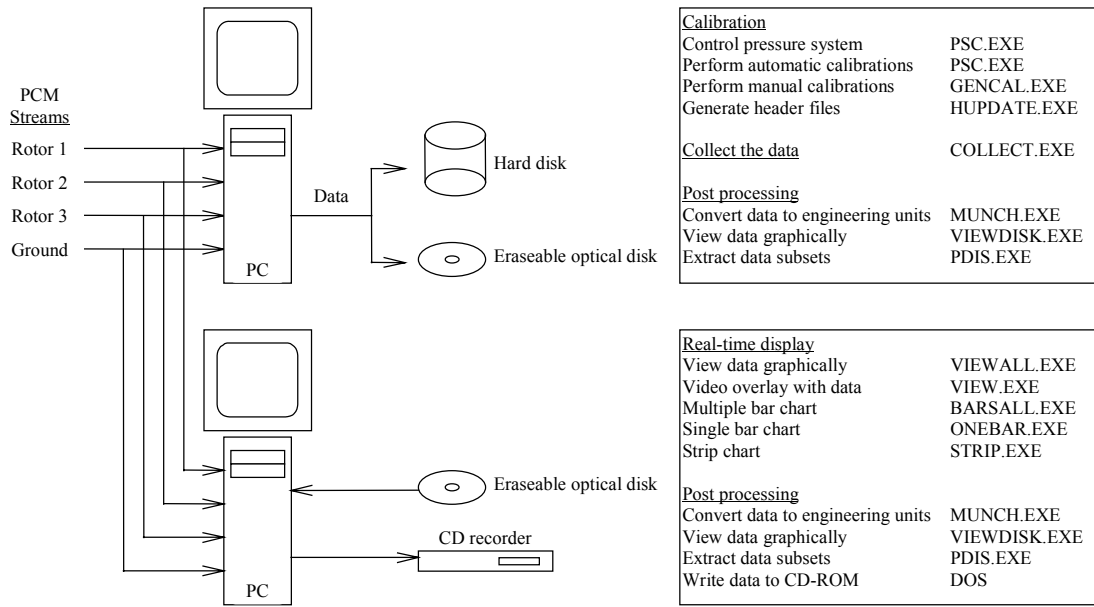 PCM
Streams
Rotor 1
Rotor 2
Rotor 3
Ground
PC
Data
Hard disk
Eraseable optical disk
Calibration
Control pressure system PSC.EXE
Perform automatic calibrations PSC.EXE
Perform manual calibrations GENCAL.EXE
Generate header files HUPDATE.EXE
Collect the data COLLECT.EXE
Post processing
Convert data to engineering units MUNCH.EXE
View data graphically VIEWDISK.EXE
Extract data subsets PDIS.EXE
PC
Eraseable optical disk
CD recorder
Real-time display
View data graphically VIEWALL.EXE
Video overlay with data VIEW.EXE
Multiple bar chart BARSALL.EXE
Single bar chart ONEBAR.EXE
Strip chart STRIP.EXE
Post processing
Convert data to engineering units MUNCH.EXE
View data graphically VIEWDISK.EXE
Extract data subsets PDIS.EXE
Write data to CD-ROM DOS